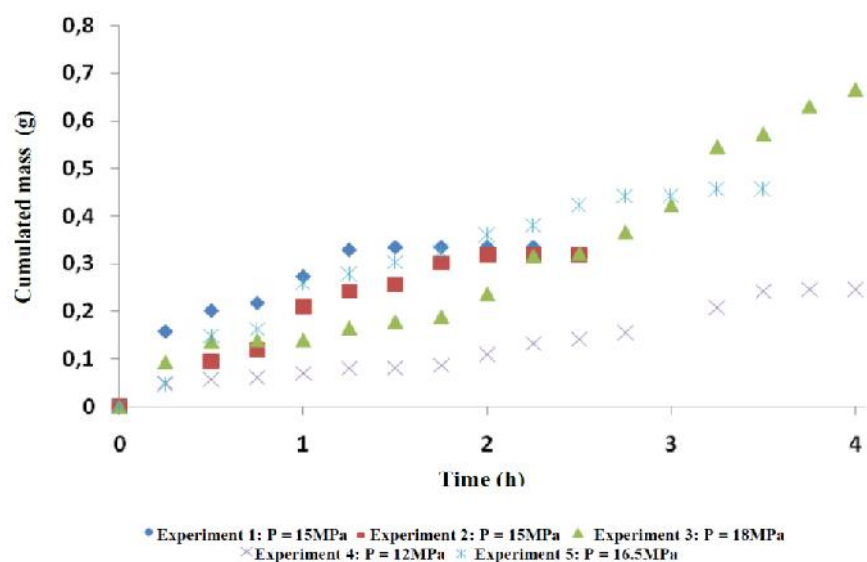 0,8
0,7
0,6
0,5
0,4
0,3
0,2
0,1
0
Cumulated mass (g)
0 1 2 3 4
Time (h)
Experiment 1: P = 15MPa Experiment 2: P = 15MPa Experiment 3: P = 18MPa
Experiment 4: P = 12MPa Experiment 5: P = 16.5MPa